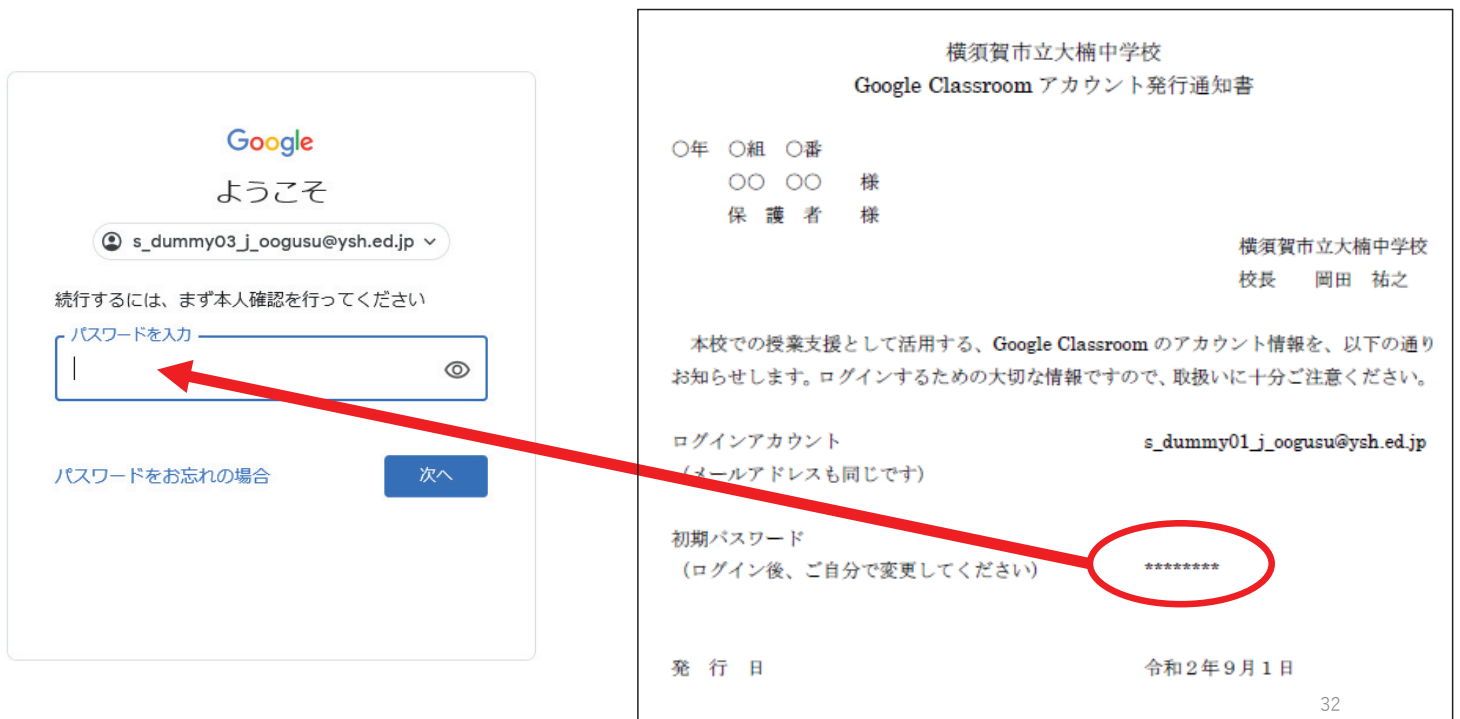 Google
ようこそ
s_dummy03_j_oogusu@ysh.ed.jp
続行するには、まず本人確認を行ってください
パスワードを入力
パスワードをお忘れの場合
次へ
横須賀市立大楠中学校
Google Classroom アカウント発行通知書
○年 ○組 ○番
○○ ○○ 様
保 護 者 様
横須賀市立大楠中学校
校長 岡田 祐之
本校での授業支援として活用する、Google Classroom のアカウント情報を、以下の通り
お知らせします。ログインするための大切な情報ですので、取扱いに十分ご注意ください。
ログインアカウント s_dummy01_j_oogusu@ysh.ed.jp
(メールアドレスも同じです)
初期パスワード
(ログイン後、ご自分で変更してください) ********
発 行 日 令和2年9月1日
32